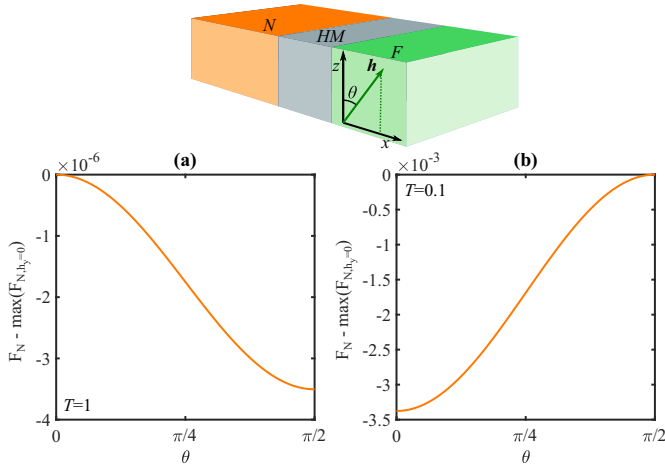 N
HM
F
z
h
θ
x
(a)
×10⁻⁶
0
-1
-2
-3
-4
F_N - max(F_{N,h_y=0})
T=1
0
π/4
π/2
θ
(b)
×10⁻³
0
-0.5
-1
-1.5
-2
-2.5
-3
-3.5
F_N - max(F_{N,h_y=0})
T=0.1
0
π/4
π/2
θ